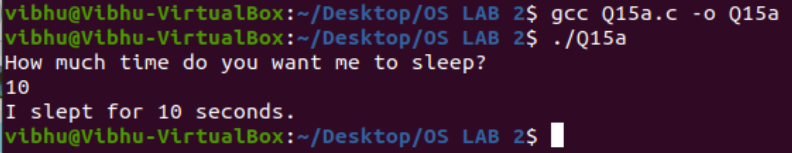 vibhu@Vibhu-VirtualBox:~/Desktop/OS LAB 2$ gcc Q15a.c -o Q15a
vibhu@Vibhu-VirtualBox:~/Desktop/OS LAB 2$ ./Q15a
How much time do you want me to sleep?
10
I slept for 10 seconds.
vibhu@Vibhu-VirtualBox:~/Desktop/OS LAB 2$